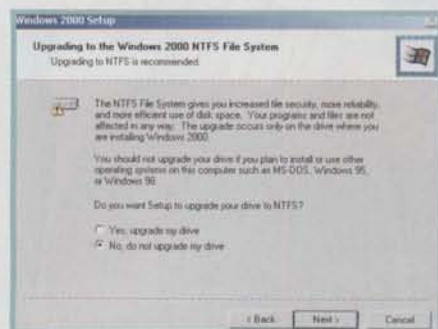 Windows 2000 Setup
Upgrading to the Windows 2000 NTFS File System
Upgrading to NTFS is recommended.
The NTFS File System gives you increased file security, more reliability,
and more efficient use of disk space. Your programs and files are not
affected in any way. The upgrade occurs only on the drive where you
are installing Windows 2000.
You should not upgrade your drive if you plan to install or use other
operating systems on this computer such as MS-DOS, Windows 95,
or Windows 98.
Do you want Setup to upgrade your drive to NTFS?
Yes, upgrade my drive
No, do not upgrade my drive
< Back
Next >
Cancel